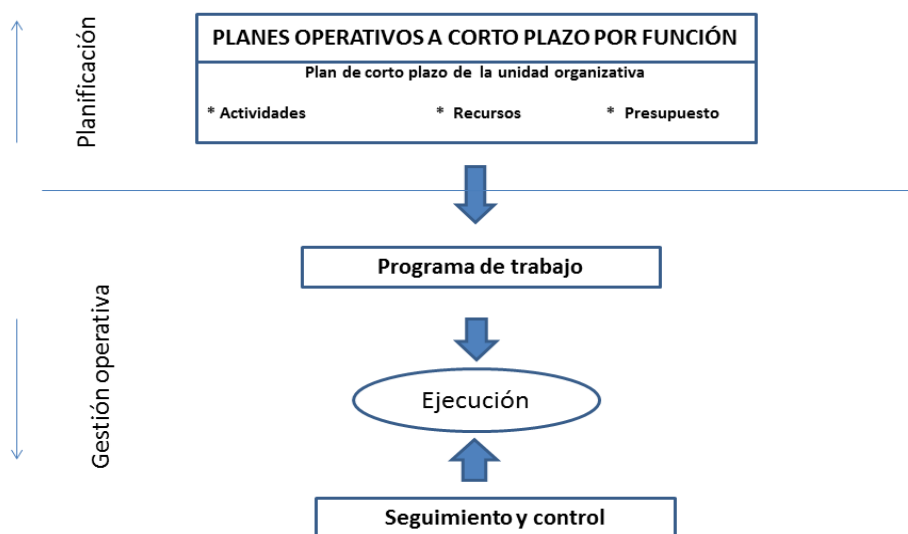 Planificación
PLANES OPERATIVOS A CORTO PLAZO POR FUNCIÓN
Plan de corto plazo de la unidad organizativa
* Actividades * Recursos * Presupuesto
Gestión operativa
Programa de trabajo
Ejecución
Seguimiento y control